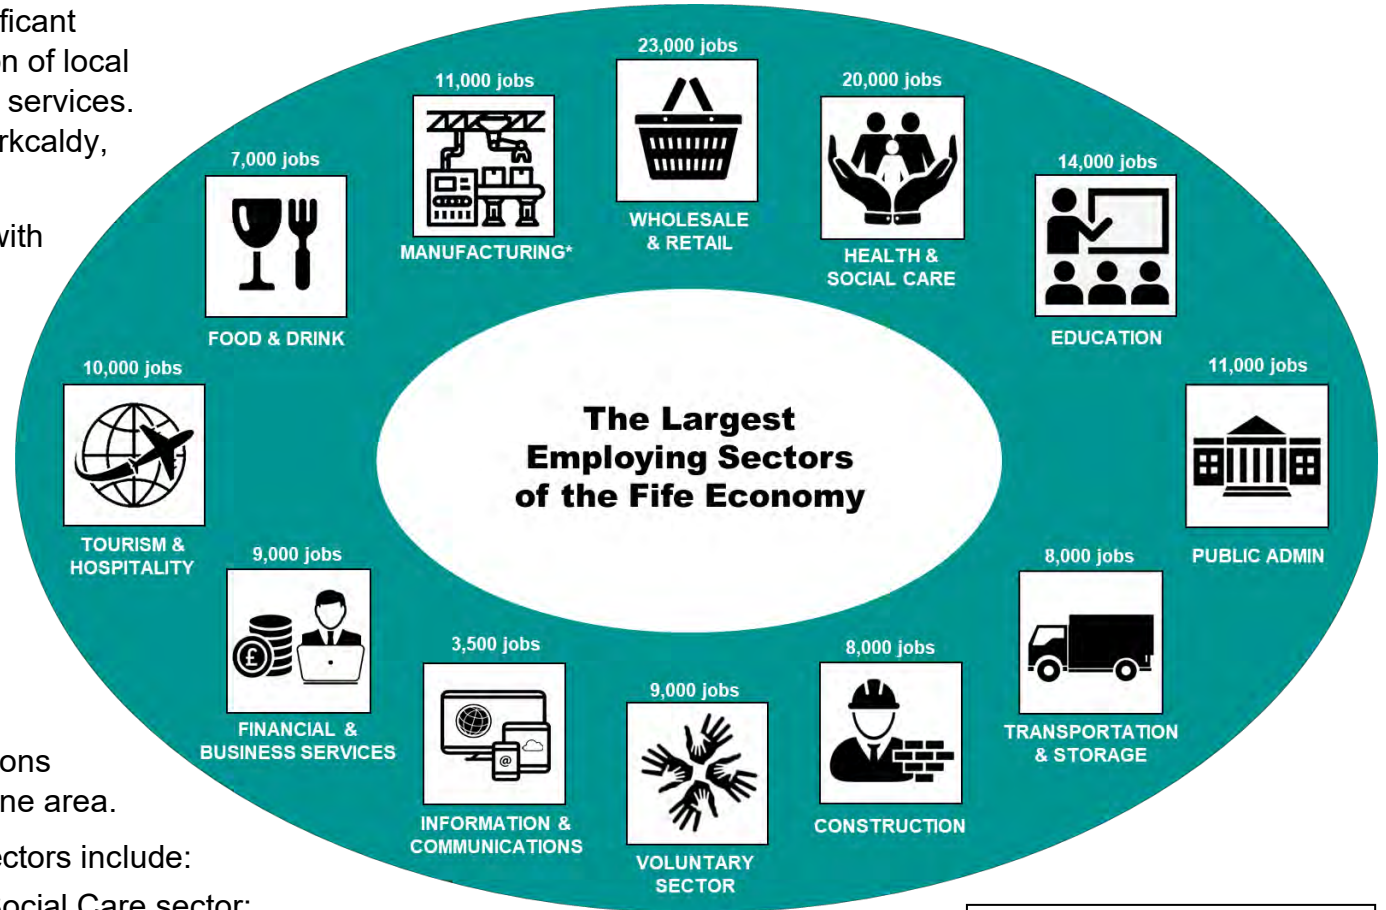 ficant
on of local
services.
rkcaldy,
with
ons
ne area.
ectors include:
Social Care sector:
23,000 jobs
WHOLESALE
& RETAIL
20,000 jobs
HEALTH &
SOCIAL CARE
14,000 jobs
EDUCATION
11,000 jobs
PUBLIC ADMIN
8,000 jobs
TRANSPORTATION
& STORAGE
8,000 jobs
CONSTRUCTION
9,000 jobs
VOLUNTARY
SECTOR
3,500 jobs
@
INFORMATION &
COMMUNICATIONS
9,000 jobs
£
FINANCIAL &
BUSINESS SERVICES
10,000 jobs
TOURISM &
HOSPITALITY
7,000 jobs
FOOD & DRINK
11,000 jobs
MANUFACTURING*
The Largest
Employing Sectors
of the Fife Economy